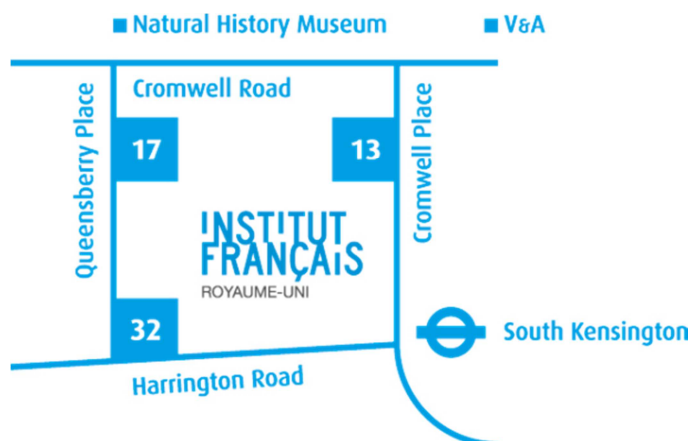 Natural History Museum
V&A
Cromwell Road
Queensberry Place
17
13
Cromwell Place
INSTITUT
FRANÇAIS
ROYAUME-UNI
32
South Kensington
Harrington Road